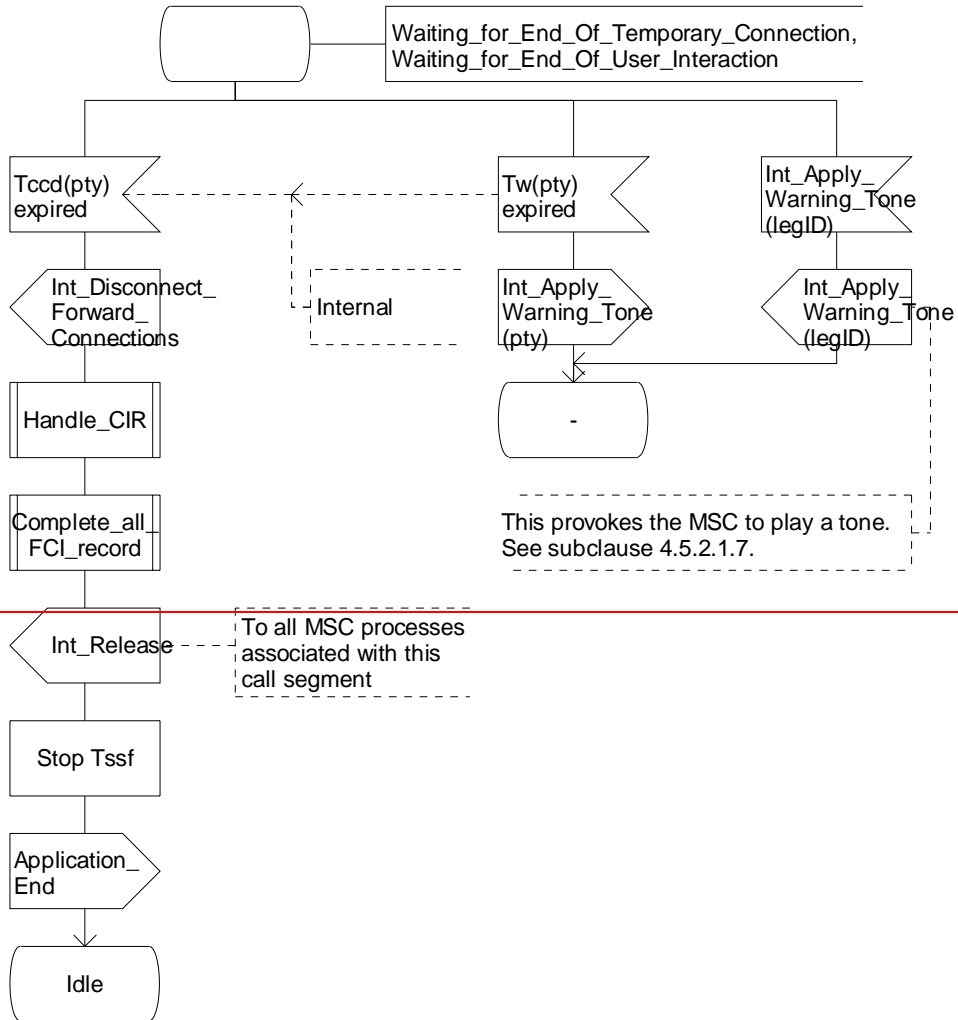 Waiting_for_End_Of_Temporary_Connection,
Waiting_for_End_Of_User_Interaction
Tccd(pty)
expired
Tw(pty)
expired
Int_Apply_
Warning_Tone
(legID)
Int_Disconnect_
Forward_
Connections
Internal
Int_Apply_
Warning_Tone
(pty)
Int_Apply_
Warning_Tone
(legID)
Handle_CIR
-
Complete_all_
FCI_record
This provokes the MSC to play a tone.
See subclause 4.5.2.1.7.
Int_Release
To all MSC processes
associated with this
call segment
Stop Tssf
Application_
End
Idle